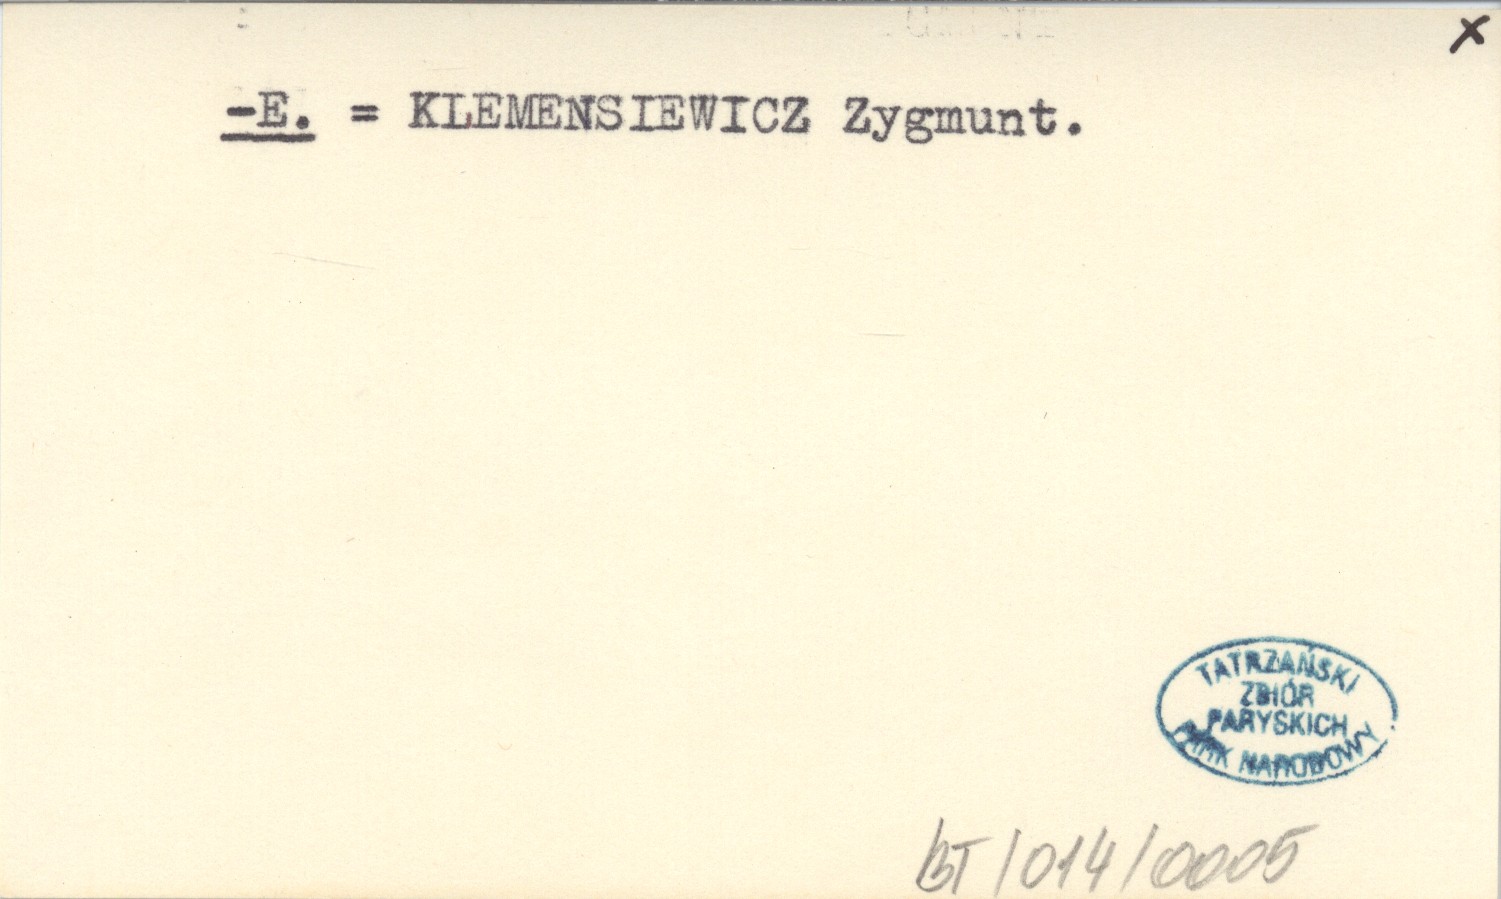 x
-E. = KLEMENSIEWICZ Zygmunt.
TATRZAŃSKI
ZBIÓR
PARYSKICH
PARK NARODOWY
BT/014/0005